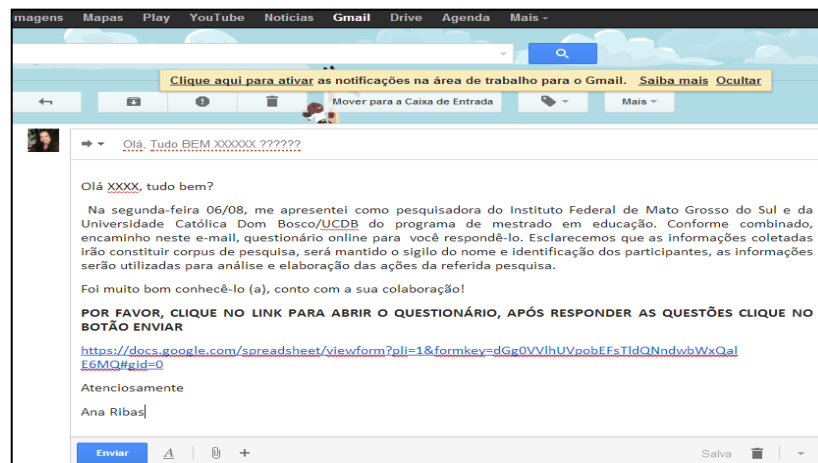 magens Mapas Play YouTube Notícias Gmail Drive Agenda Mais
Clique aqui para ativar as notificações na área de trabalho para o Gmail. Saiba mais Ocultar
Mover para a Caixa de Entrada Mais
Olá, Tudo BEM XXXXXX ??????
Olá XXXX, tudo bem?
Na segunda-feira 06/08, me apresentei como pesquisadora do Instituto Federal de Mato Grosso do Sul e da
Universidade Católica Dom Bosco/UCDB do programa de mestrado em educação. Conforme combinado,
encaminho neste e-mail, questionário online para você respondê-lo. Esclarecemos que as informações coletadas
irão constituir corpus de pesquisa, será mantido o sigilo do nome e identificação dos participantes, as informações
serão utilizadas para análise e elaboração das ações da referida pesquisa.
Foi muito bom conhecê-lo (a), conto com a sua colaboração!
POR FAVOR, CLIQUE NO LINK PARA ABRIR O QUESTIONÁRIO, APÓS RESPONDER AS QUESTÕES CLIQUE NO
BOTÃO ENVIAR
https://docs.google.com/spreadsheet/viewform?pli=1&formkey=dGg0VVlhUVpobEFsTldQNndwbWxQal
E6MQ#gid=0
Atenciosamente
Ana Ribas
Enviar A Salva